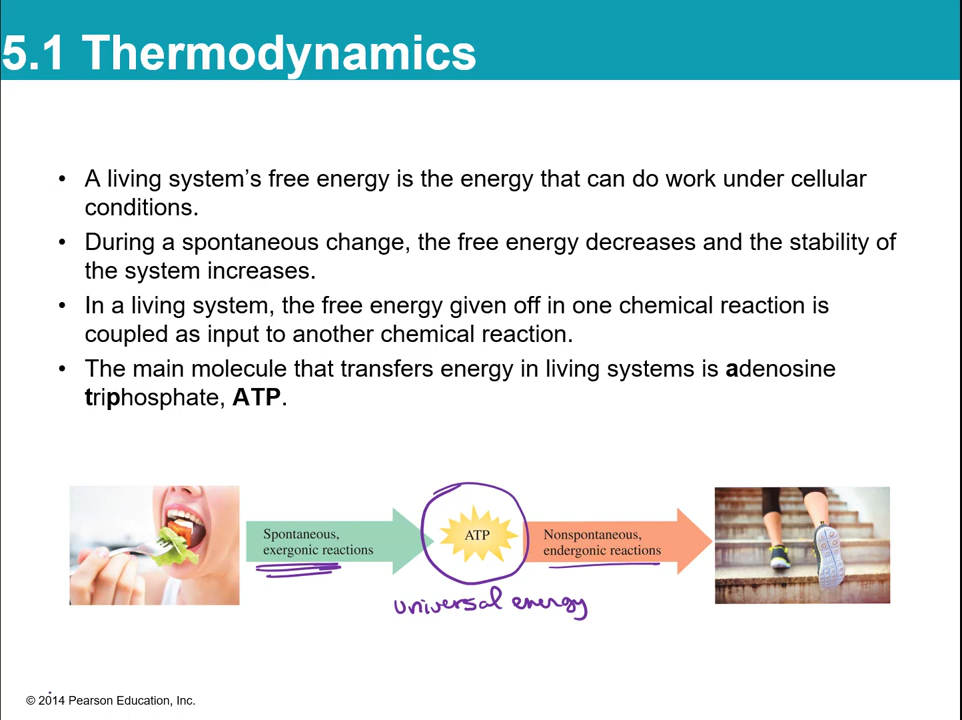 5.1 Thermodynamics
• A living system’s free energy is the energy that can do work under cellular
conditions.
• During a spontaneous change, the free energy decreases and the stability of
the system increases.
• In a living system, the free energy given off in one chemical reaction is
coupled as input to another chemical reaction.
• The main molecule that transfers energy in living systems is adenosine
triphosphate, ATP.
Spontaneous,
exergonic reactions
ATP
Nonspontaneous,
endergonic reactions
universal energy
© 2014 Pearson Education, Inc.